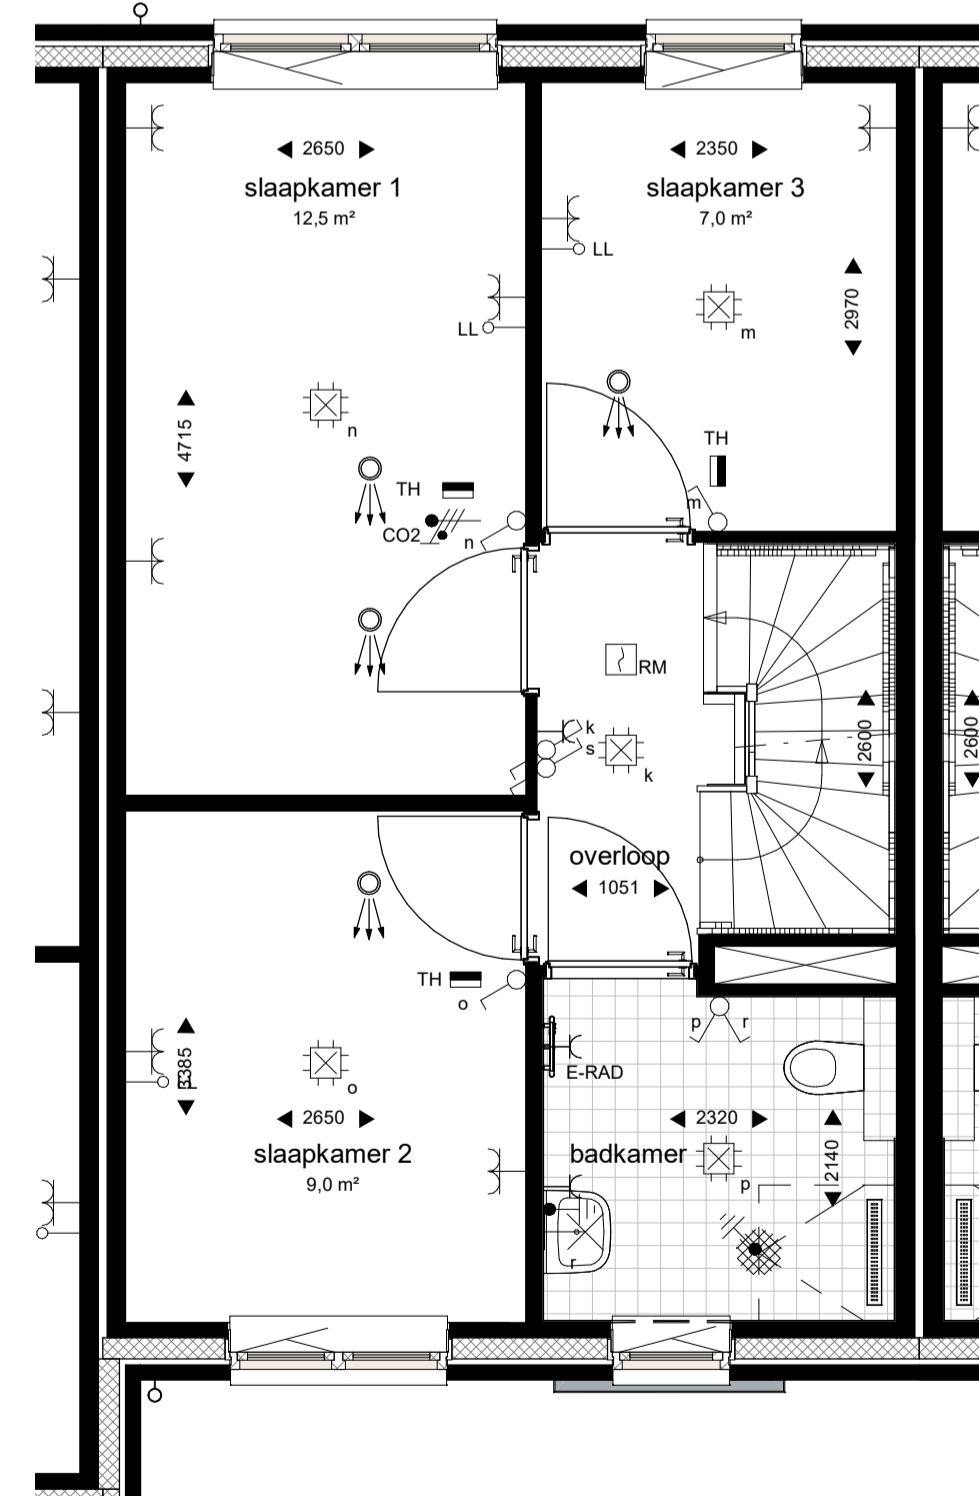 2650
2350
slaapkamer 1
slaapkamer 3
12,5 m²
7,0 m²
LL
LL
2970
m
4715
n
TH
TH
CO2
n
m
RM
k
s
k
2600
2600
overloop
1051
TH
o
p
r
E-RAD
3385
o
2650
2320
slaapkamer 2
badkamer
2140
9,0 m²
p
r